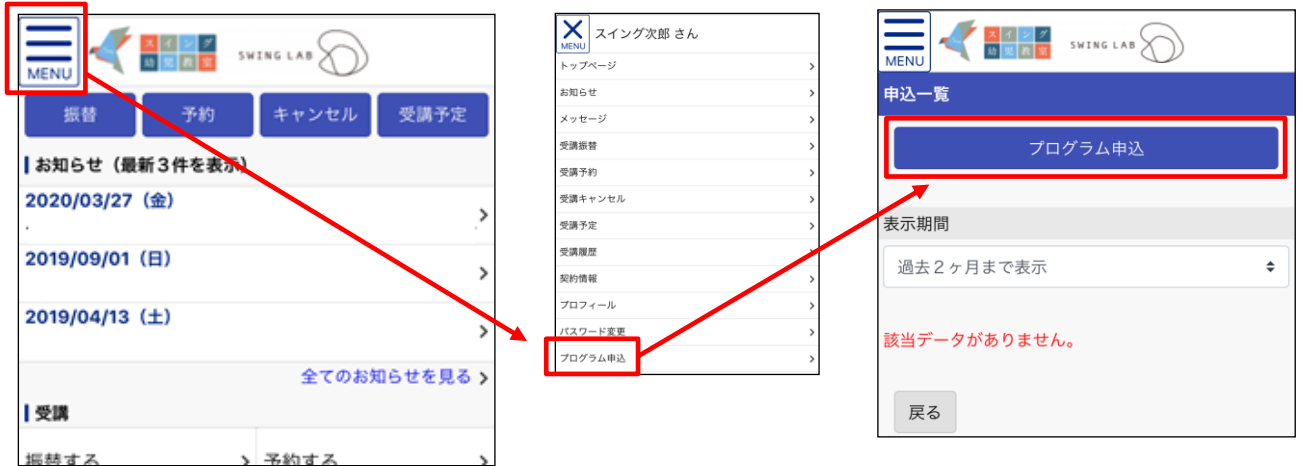 MENU
スイング
幼児教室
SWING LAB
振替
予約
キャンセル
受講予定
お知らせ（最新３件を表示）
2020/03/27（金）
.
2019/09/01（日）
2019/04/13（土）
全てのお知らせを見る
受講
振替する
予約する
MENU
スイング次郎 さん
トップページ
お知らせ
メッセージ
受講振替
受講予約
受講キャンセル
受講予定
受講履歴
契約情報
プロフィール
パスワード変更
プログラム申込
MENU
スイング
幼児教室
SWING LAB
申込一覧
プログラム申込
表示期間
過去２ヶ月まで表示
該当データがありません。
戻る